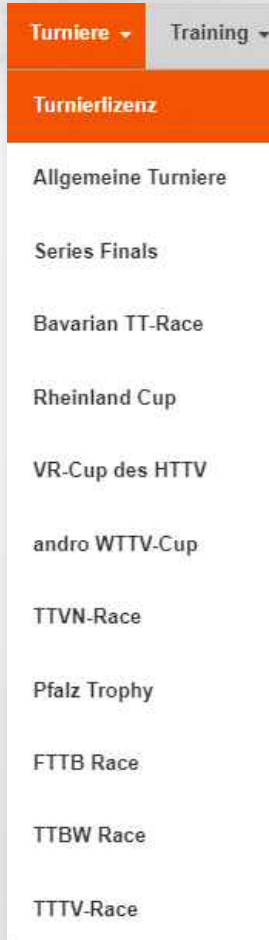 Turniere Training
Turnierlizenz
Allgemeine Turniere
Series Finals
Bavarian TT-Race
Rheinland Cup
VR-Cup des HTTV
andro WTTV-Cup
TTVN-Race
Pfalz Trophy
FTTB Race
TTBW Race
TTTV-Race